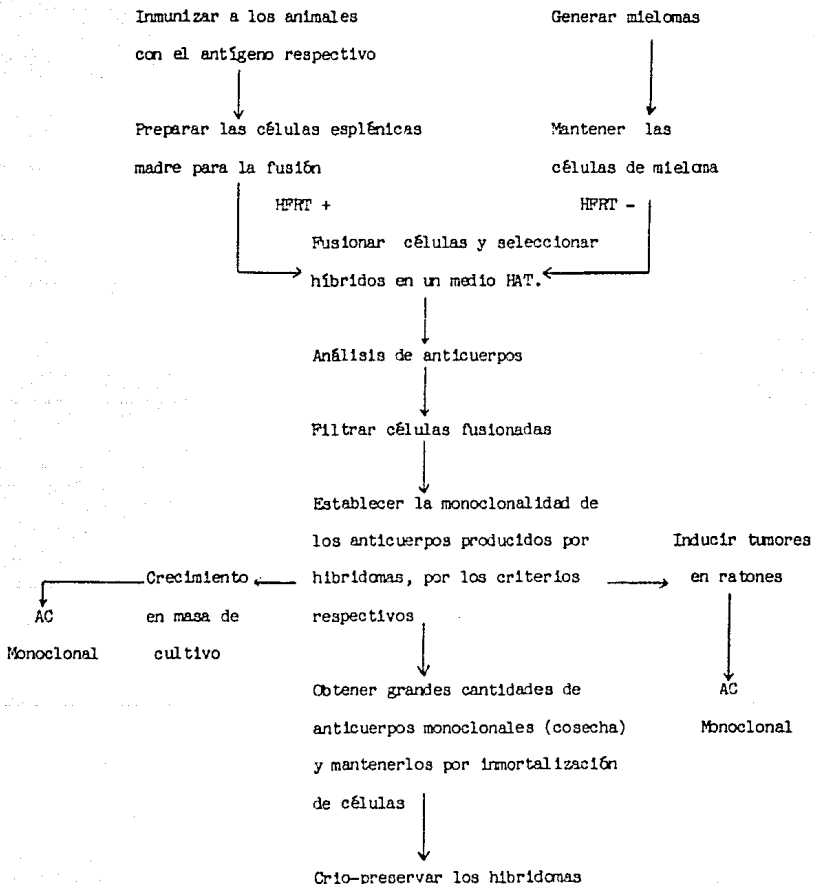 Inmunizar a los animales
con el antígeno respectivo
Generar mielomas
Preparar las células esplénicas
madre para la fusión
Mantener las
células de mieloma
HFRT +
HFRT -
Fusionar células y seleccionar
híbridos en un medio HAT.
Análisis de anticuerpos
Filtrar células fusionadas
Establecer la monoclonalidad de
los anticuerpos producidos por
hibridomas, por los criterios
respectivos
Crecimiento
en masa de
cultivo
AC
Monoclonal
Inducir tumores
en ratones
AC
Monoclonal
Obtener grandes cantidades de
anticuerpos monoclonales (cosecha)
y mantenerlos por inmortalización
de células
Crio-preservar los hibridomas